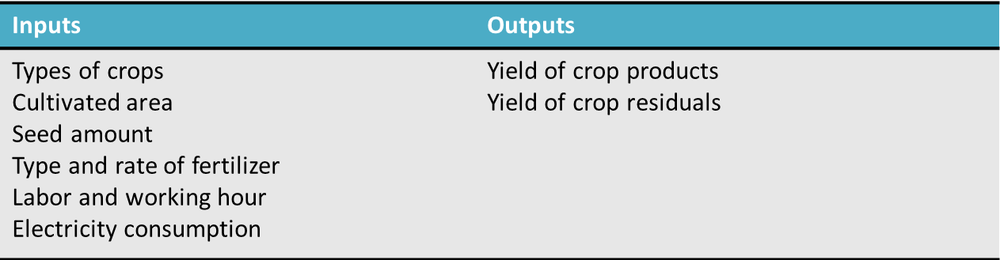 Inputs Outputs
Types of crops Yield of crop products
Cultivated area Yield of crop residuals
Seed amount
Type and rate of fertilizer
Labor and working hour
Electricity consumption